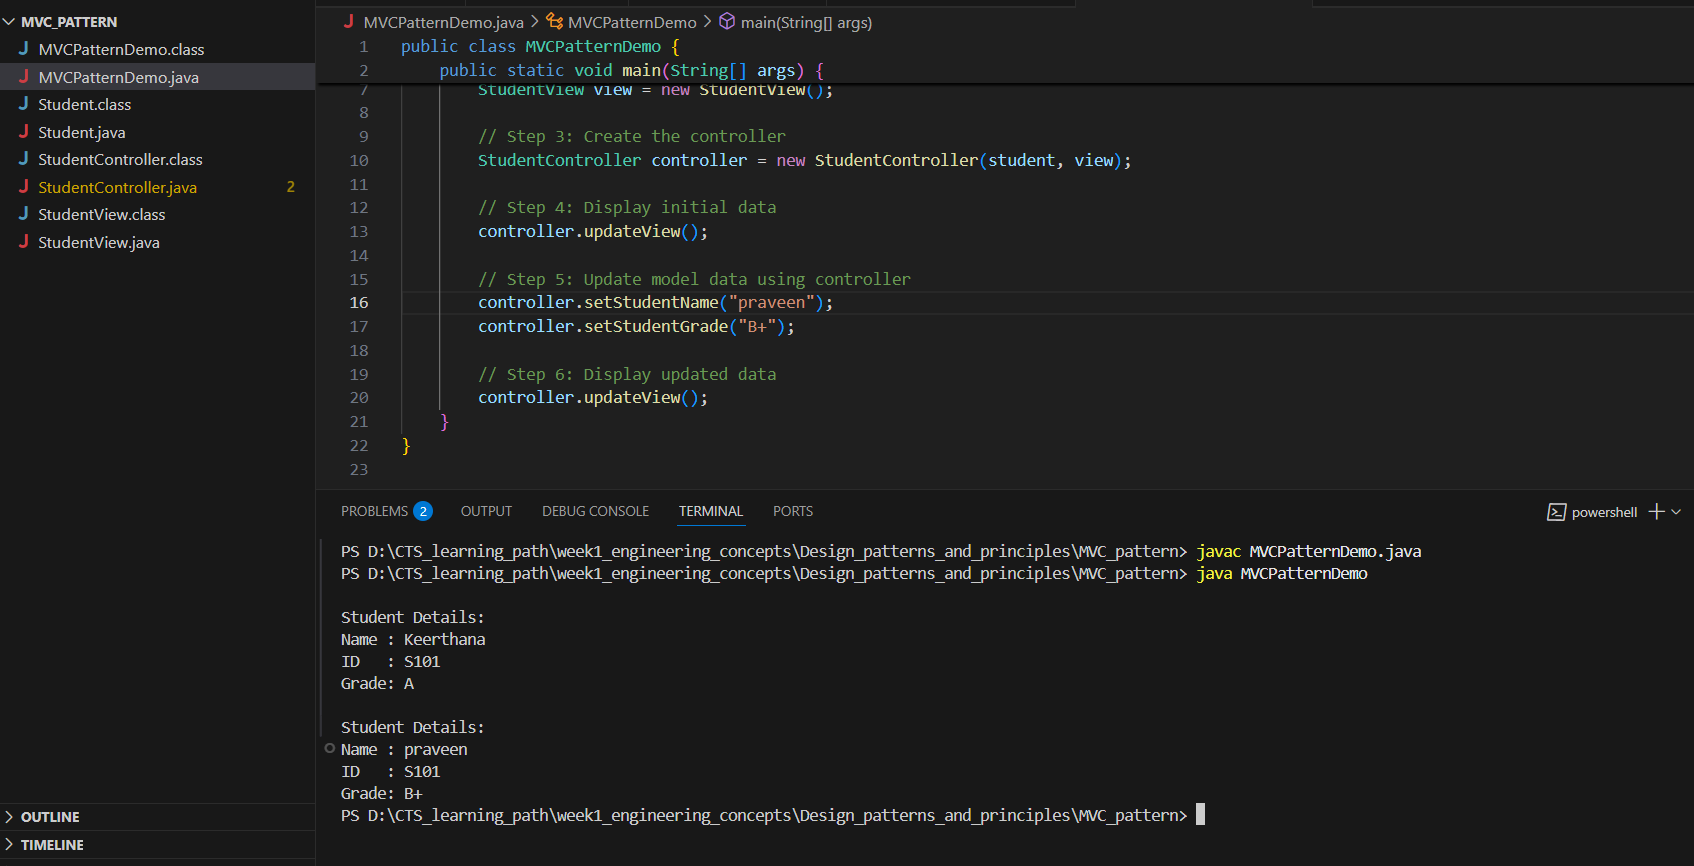 MVC_PATTERN
MVCPatternDemo.class
MVCPatternDemo.java
Student.class
Student.java
StudentController.class
StudentController.java 2
StudentView.class
StudentView.java
OUTLINE
TIMELINE
MVCPatternDemo.java > MVCPatternDemo > main(String[] args)
1 public class MVCPatternDemo {
2 public static void main(String[] args) {
7 StudentView view = new StudentView();
8
9 // Step 3: Create the controller
10 StudentController controller = new StudentController(student, view);
11
12 // Step 4: Display initial data
13 controller.updateView();
14
15 // Step 5: Update model data using controller
16 controller.setStudentName("praveen");
17 controller.setStudentGrade("B+");
18
19 // Step 6: Display updated data
20 controller.updateView();
21 }
22 }
23
PROBLEMS 2 OUTPUT DEBUG CONSOLE TERMINAL PORTS powershell
PS D:\CTS_learning_path\week1_engineering_concepts\Design_patterns_and_principles\MVC_pattern> javac MVCPatternDemo.java
PS D:\CTS_learning_path\week1_engineering_concepts\Design_patterns_and_principles\MVC_pattern> java MVCPatternDemo
Student Details:
Name : Keerthana
ID   : S101
Grade: A
Student Details:
Name : praveen
ID   : S101
Grade: B+
PS D:\CTS_learning_path\week1_engineering_concepts\Design_patterns_and_principles\MVC_pattern>